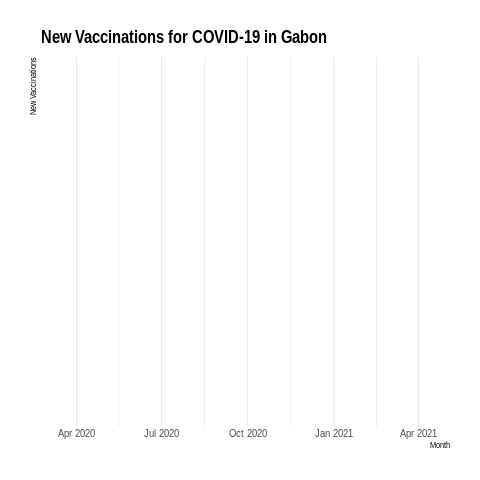 New Vaccinations for COVID-19 in Gabon
New Vaccinations
Apr 2020 Jul 2020 Oct 2020 Jan 2021 Apr 2021
Month